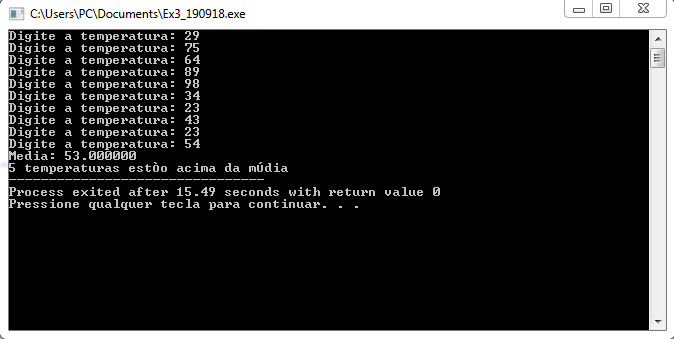 C:\Users\PC\Documents\Ex3_190918.exe
Digite a temperatura: 29
Digite a temperatura: 75
Digite a temperatura: 64
Digite a temperatura: 89
Digite a temperatura: 98
Digite a temperatura: 34
Digite a temperatura: 23
Digite a temperatura: 43
Digite a temperatura: 23
Digite a temperatura: 54
Media: 53.000000
5 temperaturas estòo acima da múdia
--------------------------------
Process exited after 15.49 seconds with return value 0
Pressione qualquer tecla para continuar. . .